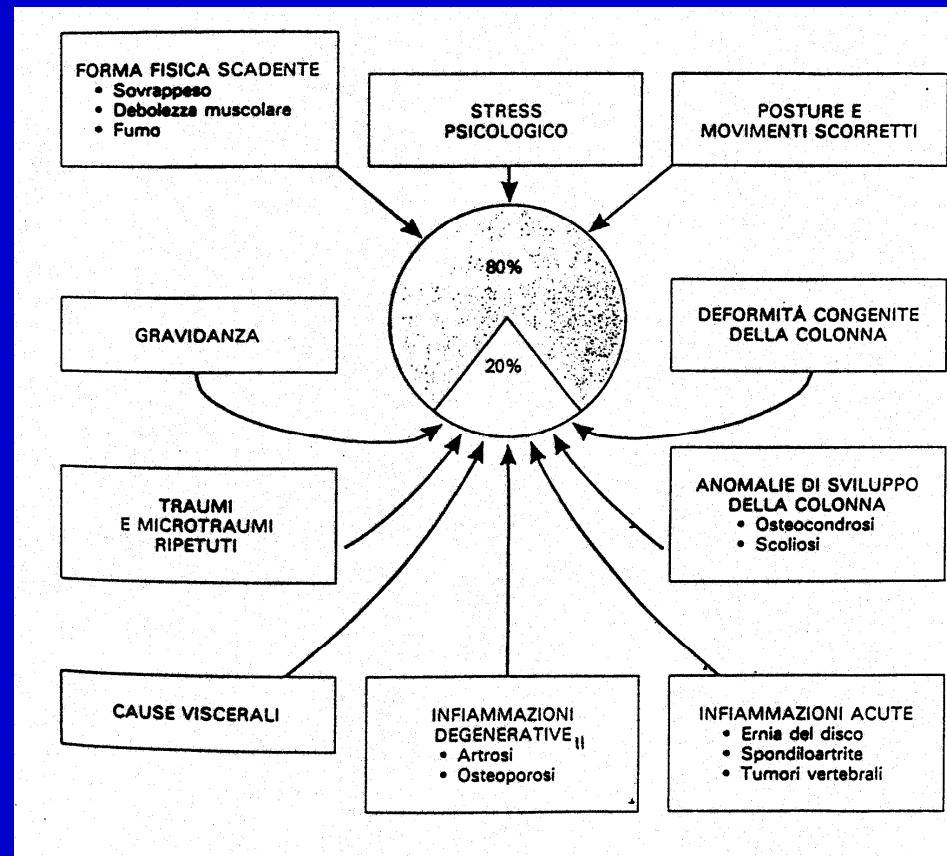 FORMA FISICA SCADENTE
• Sovrappeso
• Debolezza muscolare
• Fumo
STRESS
PSICOLOGICO
POSTURE E
MOVIMENTI SCORRETTI
80%
20%
GRAVIDANZA
DEFORMITÀ CONGENITE
DELLA COLONNA
TRAUMI
E MICROTRAUMI
RIPETUTI
ANOMALIE DI SVILUPPO
DELLA COLONNA
• Osteocondrosi
• Scoliosi
CAUSE VISCERALI
INFIAMMAZIONI
DEGENERATIVE
• Artrosi
• Osteoporosi
INFIAMMAZIONI ACUTE
• Ernia del disco
• Spondiloartrite
• Tumori vertebrali